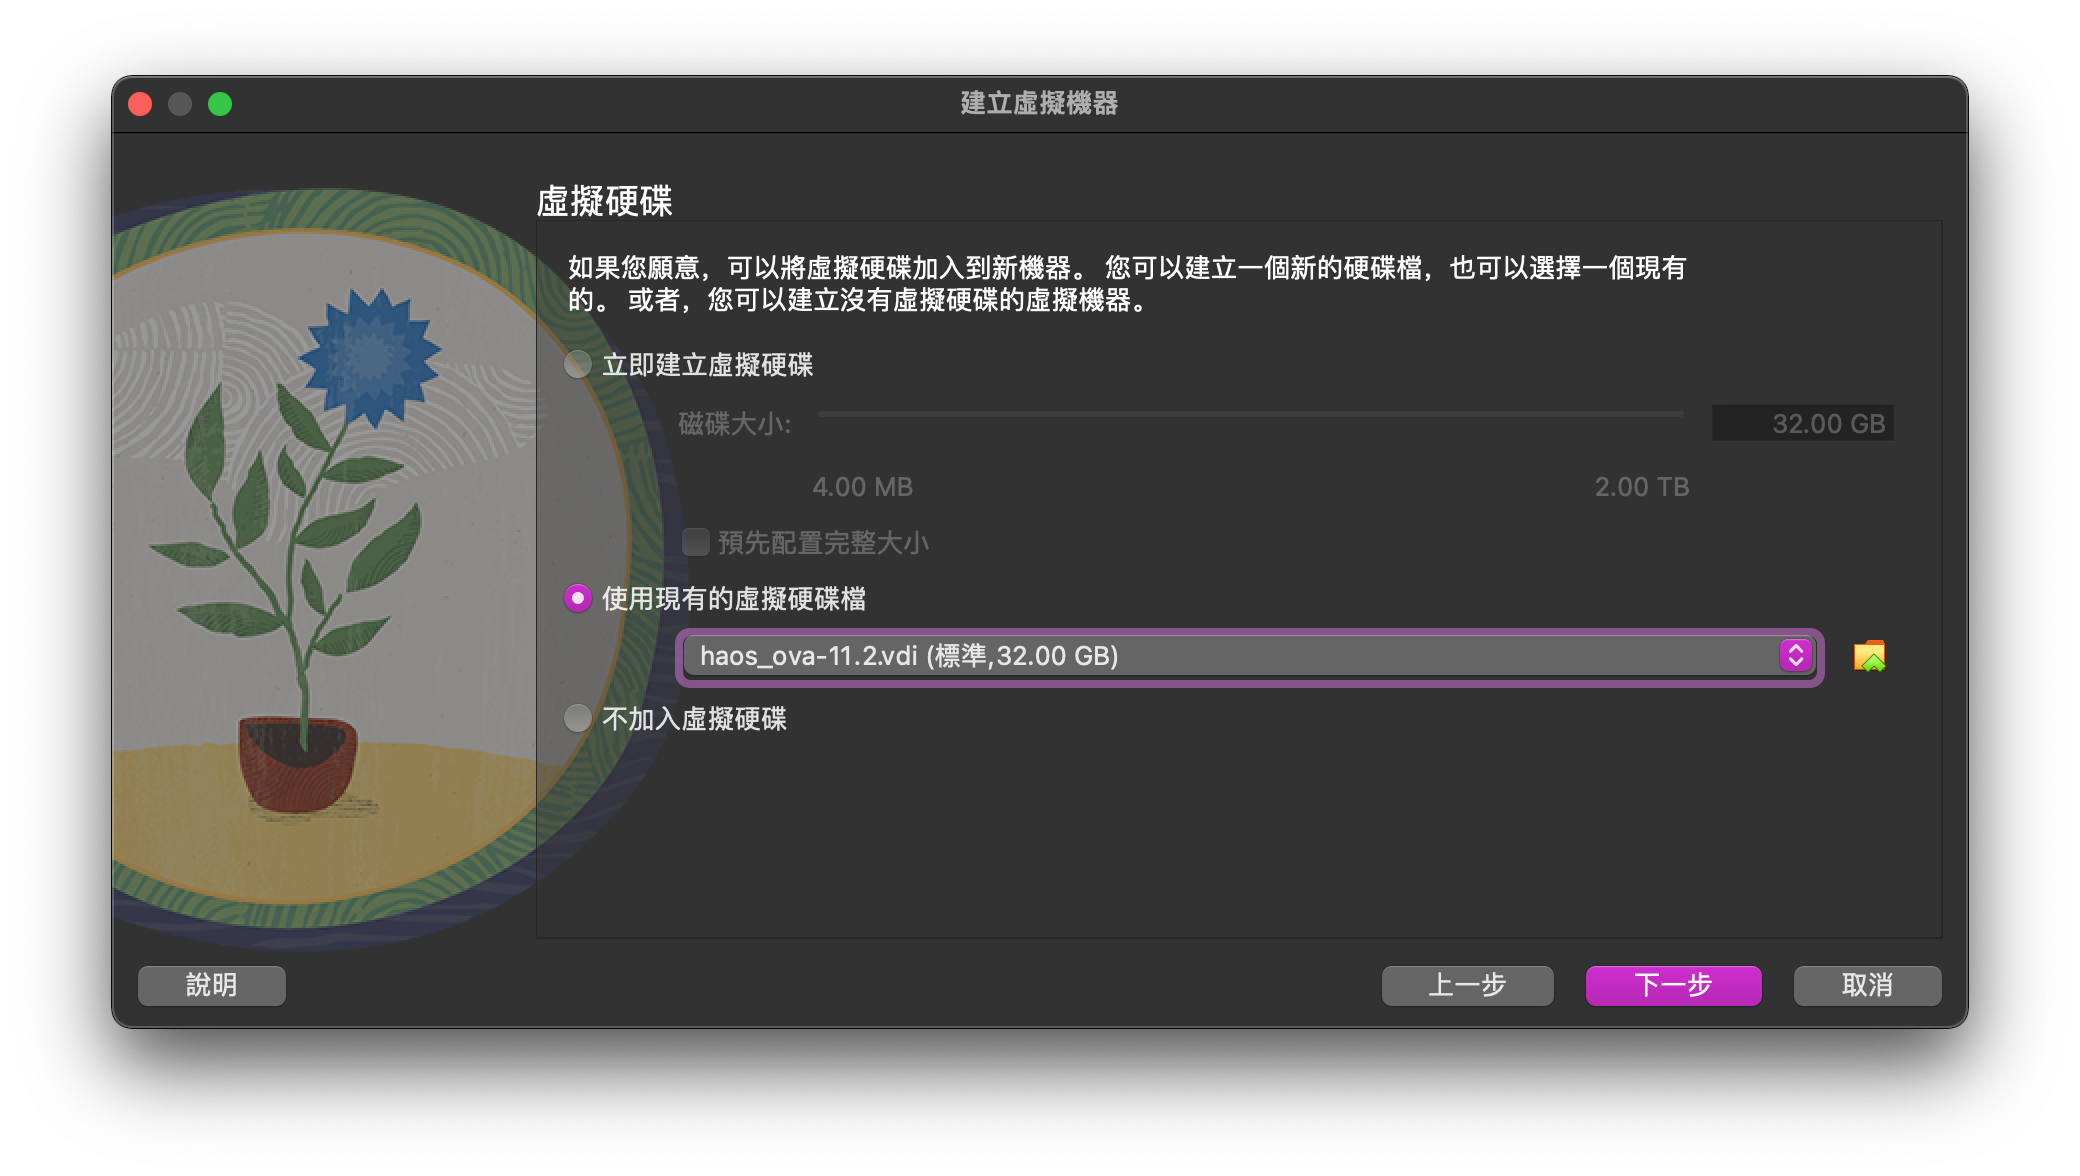 建立虛擬機器
虛擬硬碟
如果您願意，可以將虛擬硬碟加入到新機器。 您可以建立一個新的硬碟檔，也可以選擇一個現有
的。 或者，您可以建立沒有虛擬硬碟的虛擬機器。
立即建立虛擬硬碟
磁碟大小:
32.00 GB
4.00 MB
2.00 TB
預先配置完整大小
使用現有的虛擬硬碟檔
haos_ova-11.2.vdi (標準,32.00 GB)
不加入虛擬硬碟
說明
上一步
下一步
取消